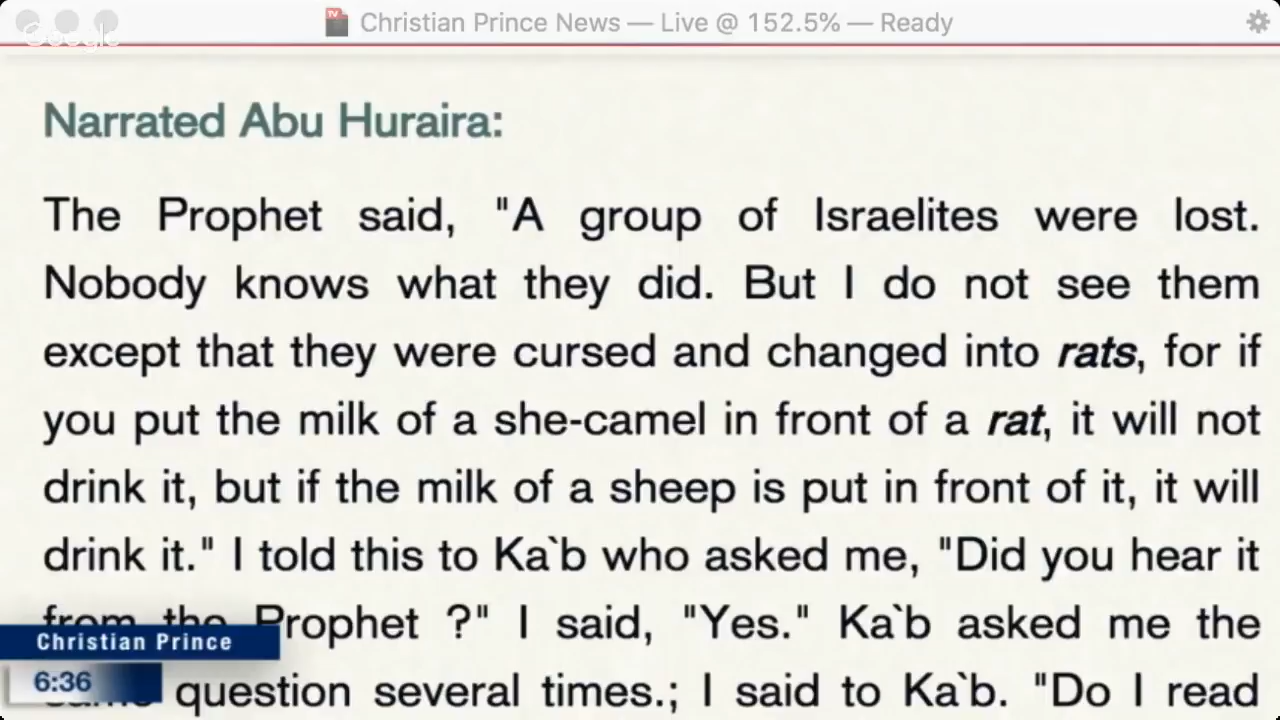 Christian Prince News — Live @ 152.5% — Ready
Google
Narrated Abu Huraira:
The Prophet said, "A group of Israelites were lost.
Nobody knows what they did. But I do not see them
except that they were cursed and changed into rats, for if
you put the milk of a she-camel in front of a rat, it will not
drink it, but if the milk of a sheep is put in front of it, it will
drink it." I told this to Ka`b who asked me, "Did you hear it
from the Prophet ?" I said, "Yes." Ka`b asked me the
same question several times.; I said to Ka`b. "Do I read
Christian Prince
6:36